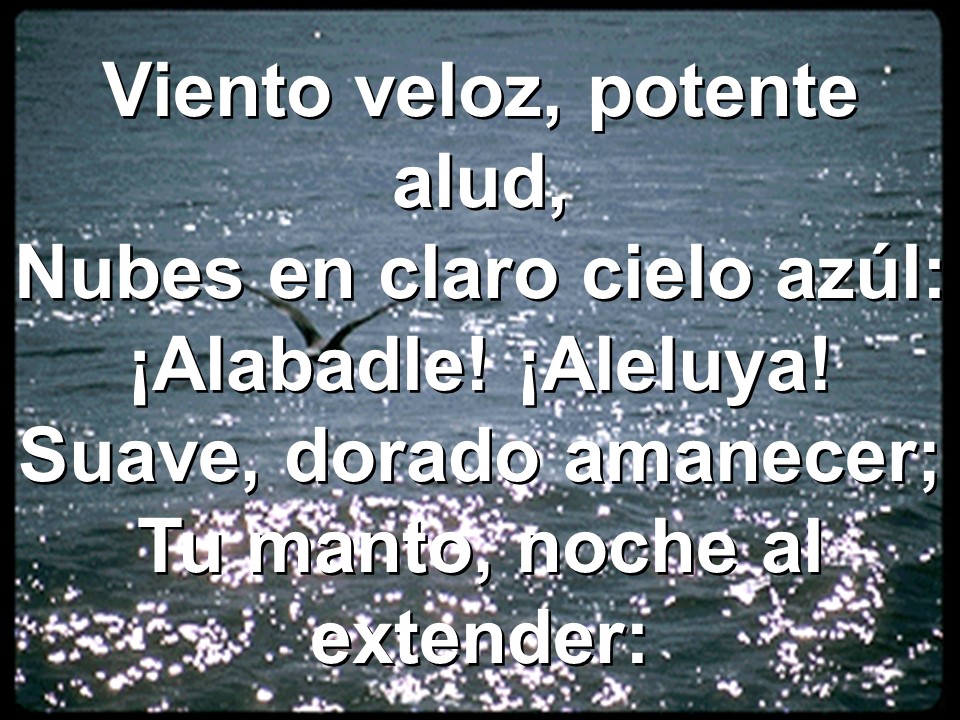 Viento veloz, potente
alud,
Nubes en claro cielo azúl:
¡Alabadle! ¡Aleluya!
Suave, dorado amanecer;
Tu manto, noche al
extender: